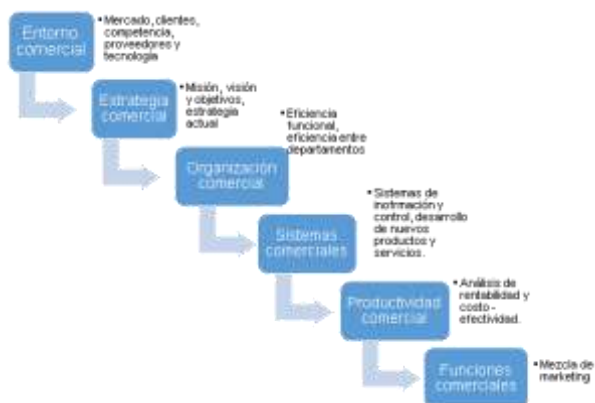 Entorno
comercial
•Mercado, clientes,
competencia,
proveedores y
tecnología
Estrategia
comercial
•Misión, visión
y objetivos,
estrategia
actual
Organización
comercial
•Eficiencia
funcional,
eficiencia entre
departamentos
Sistemas
comerciales
•Sistemas de
inotrmación y
control, desarrollo
de nuevos
productos y
servicios.
Productividad
comercial
•Análisis de
rentabilidad y
costo-
efectividad.
Funciones
comerciales
•Mezcla de
marketing